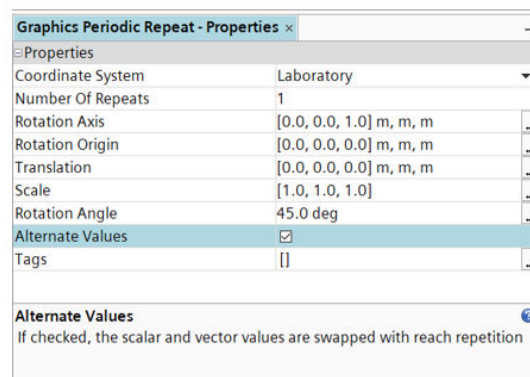 Graphics Periodic Repeat - Properties ×
Properties
Coordinate System Laboratory
Number Of Repeats 1
Rotation Axis [0.0, 0.0, 1.0] m, m, m
Rotation Origin [0.0, 0.0, 0.0] m, m, m
Translation [0.0, 0.0, 0.0] m, m, m
Scale [1.0, 1.0, 1.0]
Rotation Angle 45.0 deg
Alternate Values
Tags []
Alternate Values
If checked, the scalar and vector values are swapped with reach repetition